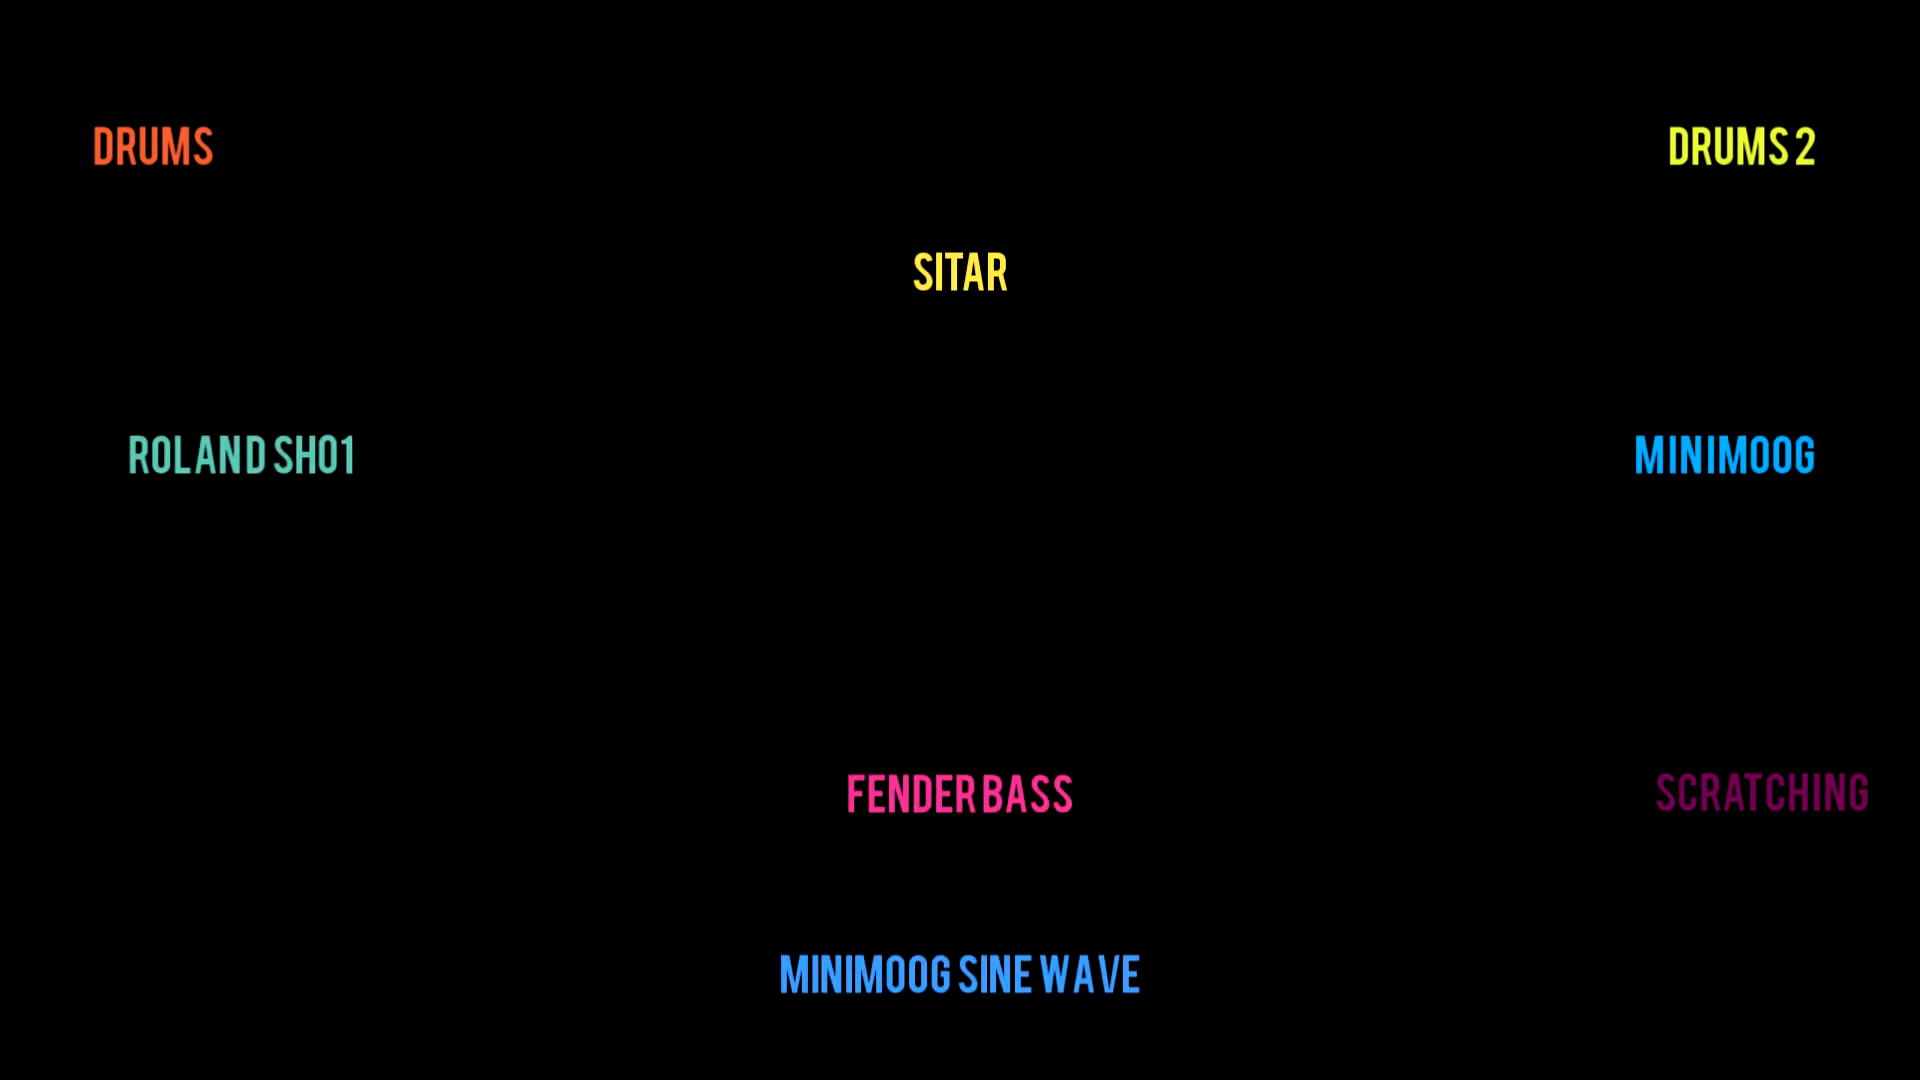 DRUMS
DRUMS 2
SITAR
ROLAND SH01
MINIMOOG
FENDER BASS
SCRATCHING
MINIMOOG SINE WAVE